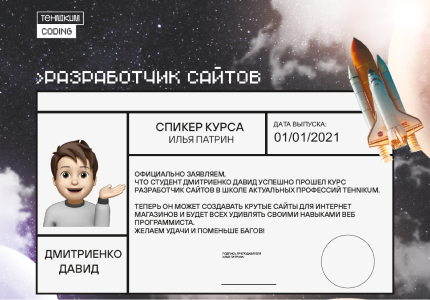 TEHNIKUM
CODING
>РАЗРАБОТЧИК САЙТОВ
СПИКЕР КУРСА
ИЛЬЯ ПАТРИН
ДАТА ВЫПУСКА:
01/01/2021
ОФИЦИАЛЬНО ЗАЯВЛЯЕМ,
ЧТО СТУДЕНТ ДМИТРИЕНКО ДАВИД УСПЕШНО ПРОШЕЛ КУРС
РАЗРАБОТЧИК САЙТОВ В ШКОЛЕ АКТУАЛЬНЫХ ПРОФЕССИЙ TEHNIKUM.
ТЕПЕРЬ ОН МОЖЕТ СОЗДАВАТЬ КРУТЫЕ САЙТЫ ДЛЯ ИНТЕРНЕТ
МАГАЗИНОВ И БУДЕТ ВСЕХ УДИВЛЯТЬ СВОИМИ НАВЫКАМИ ВЕБ
ПРОГРАММИСТА.
ЖЕЛАЕМ УДАЧИ И ПОМЕНЬШЕ БАГОВ!
ДМИТРИЕНКО
ДАВИД